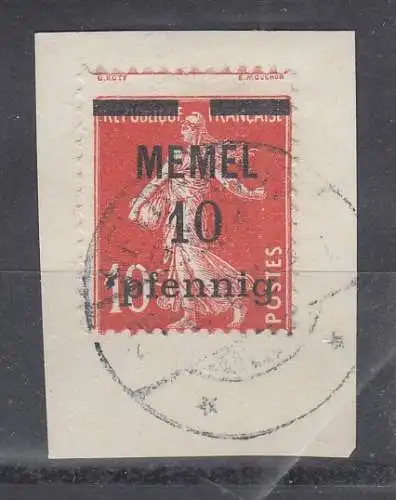 O. ROTY E. MOUCHON
REPUBLIQUE FRANÇAISE
MEMEL
10
10
pfennig
POSTES